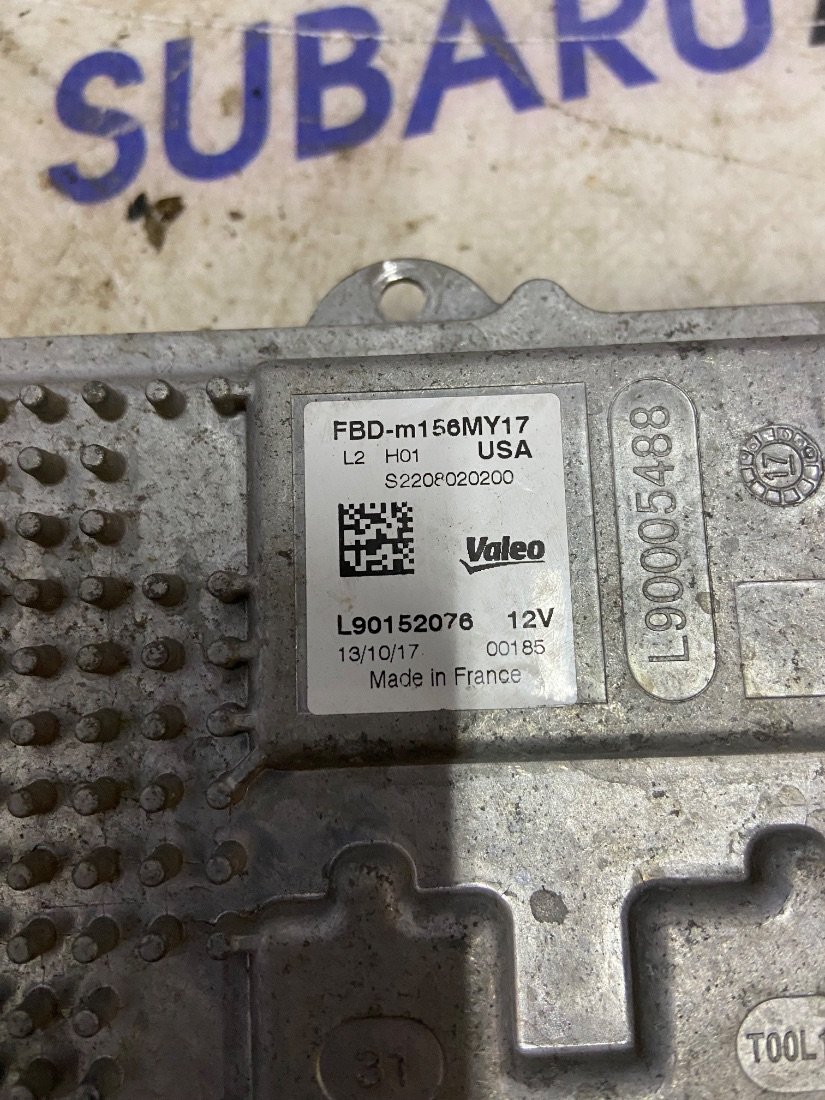 SUBARU
FBD-m156MY17
L2 H01 USA
S2208020200
Valeo
L90152076 12V
13/10/17 00185
Made in France
L90005488
17
31
TOOL1